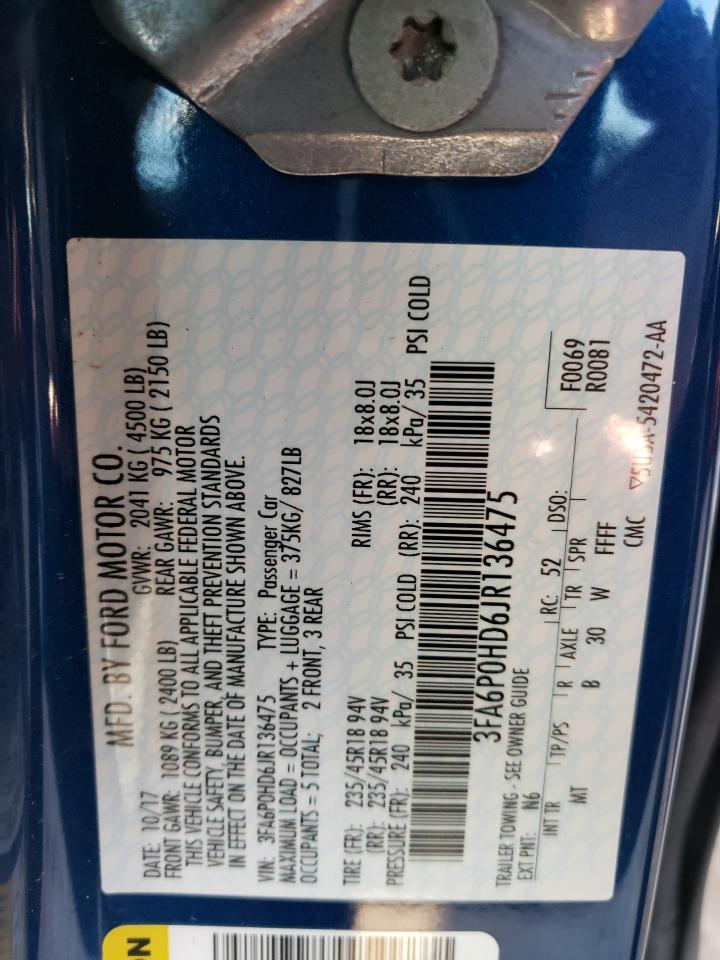 MFD. BY FORD MOTOR CO.
DATE: 10/17 GVWR: 2041 KG ( 4500 LB)
FRONT GAWR: 1089 KG ( 2400 LB) REAR GAWR: 975 KG ( 2150 LB)
THIS VEHICLE CONFORMS TO ALL APPLICABLE FEDERAL MOTOR
VEHICLE SAFETY, BUMPER, AND THEFT PREVENTION STANDARDS
IN EFFECT ON THE DATE OF MANUFACTURE SHOWN ABOVE.
VIN: 3FA6P0HD6JR136475 TYPE: Passenger Car
MAXIMUM LOAD = OCCUPANTS + LUGGAGE = 375KG/ 827LB
OCCUPANTS = 5 TOTAL; 2 FRONT, 3 REAR
TIRE (FR): 235/45R18 94V RIMS (FR): 18x8.0J
(RR): 235/45R18 94V (RR): 18x8.0J
PRESSURE (FR): 240 kPa/ 35 PSI COLD (RR): 240 kPa/ 35 PSI COLD
3FA6P0HD6JR136475
TRAILER TOWING - SEE OWNER GUIDE
EXT PNT: N6 RC: 52 DSO: F0069
R0081
INT TR TP/PS R AXLE TR SPR
MT B 30 W FFFF
CMC 5U5A-5420472-AA
ON